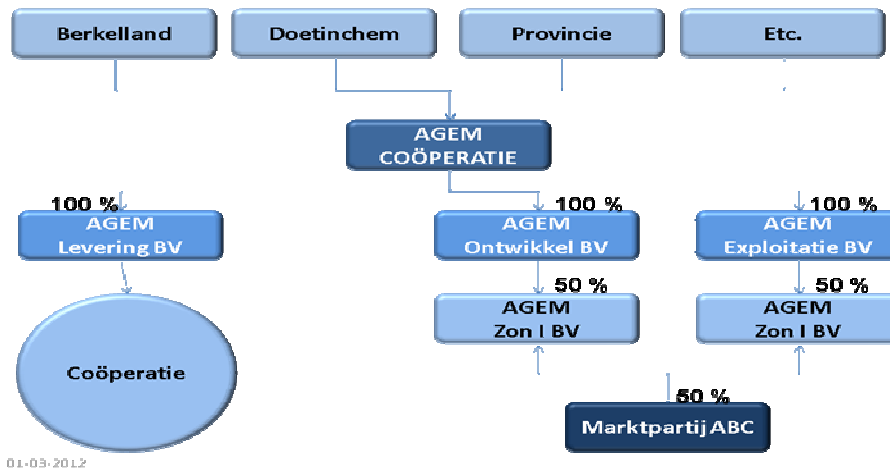 Berkelland
Doetinchem
Provincie
Etc.
AGEM
COÖPERATIE
100 %
100 %
100 %
AGEM
Levering BV
AGEM
Ontwikkel BV
AGEM
Exploitatie BV
50 %
50 %
AGEM
Zon I BV
AGEM
Zon I BV
Coöperatie
50 %
Marktpartij ABC
01-03-2012